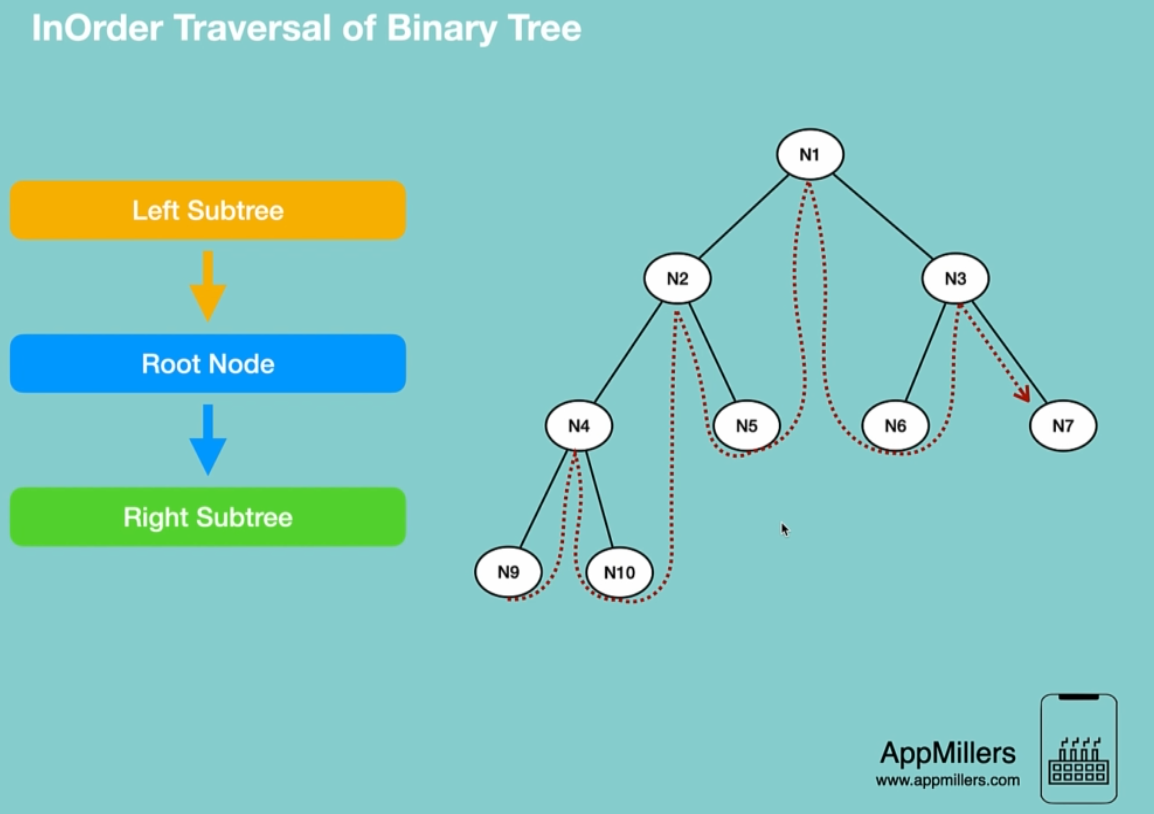 InOrder Traversal of Binary Tree
Left Subtree
Root Node
Right Subtree
N1
N2
N3
N4
N5
N6
N7
N9
N10
AppMillers
www.appmillers.com